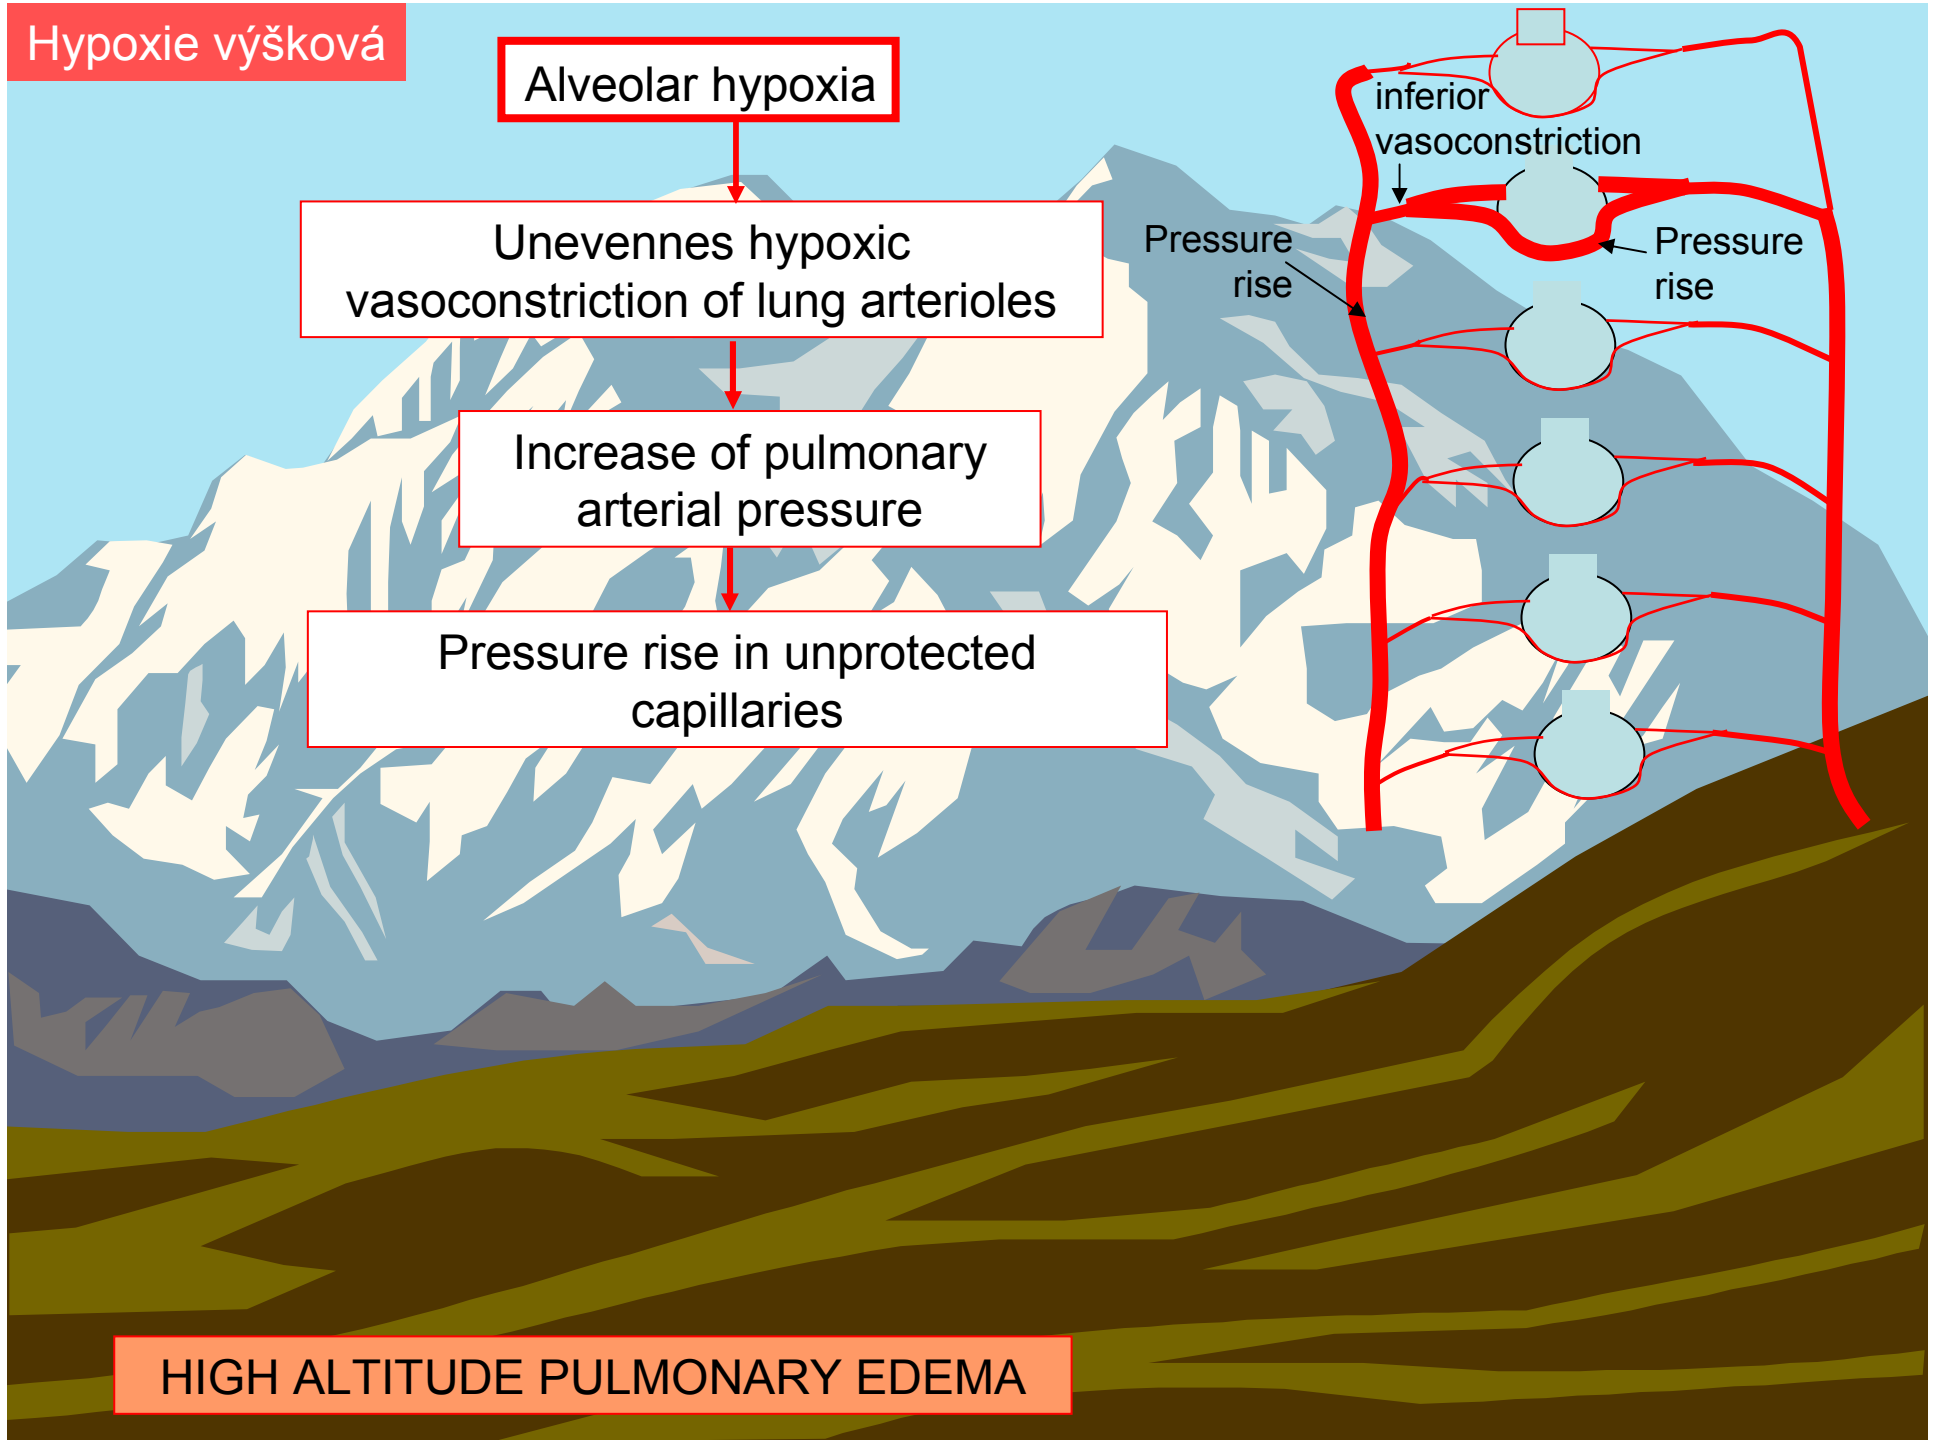 Hypoxie výšková
Alveolar hypoxia
Unevennes hypoxic
vasoconstriction of lung arterioles
Increase of pulmonary
arterial pressure
Pressure rise in unprotected
capillaries
inferior
vasoconstriction
Pressure
rise
Pressure
rise
HIGH ALTITUDE PULMONARY EDEMA